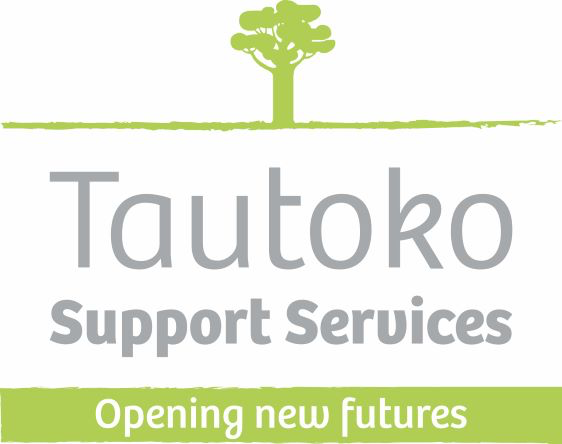 Tautoko
Support Services
Opening new futures